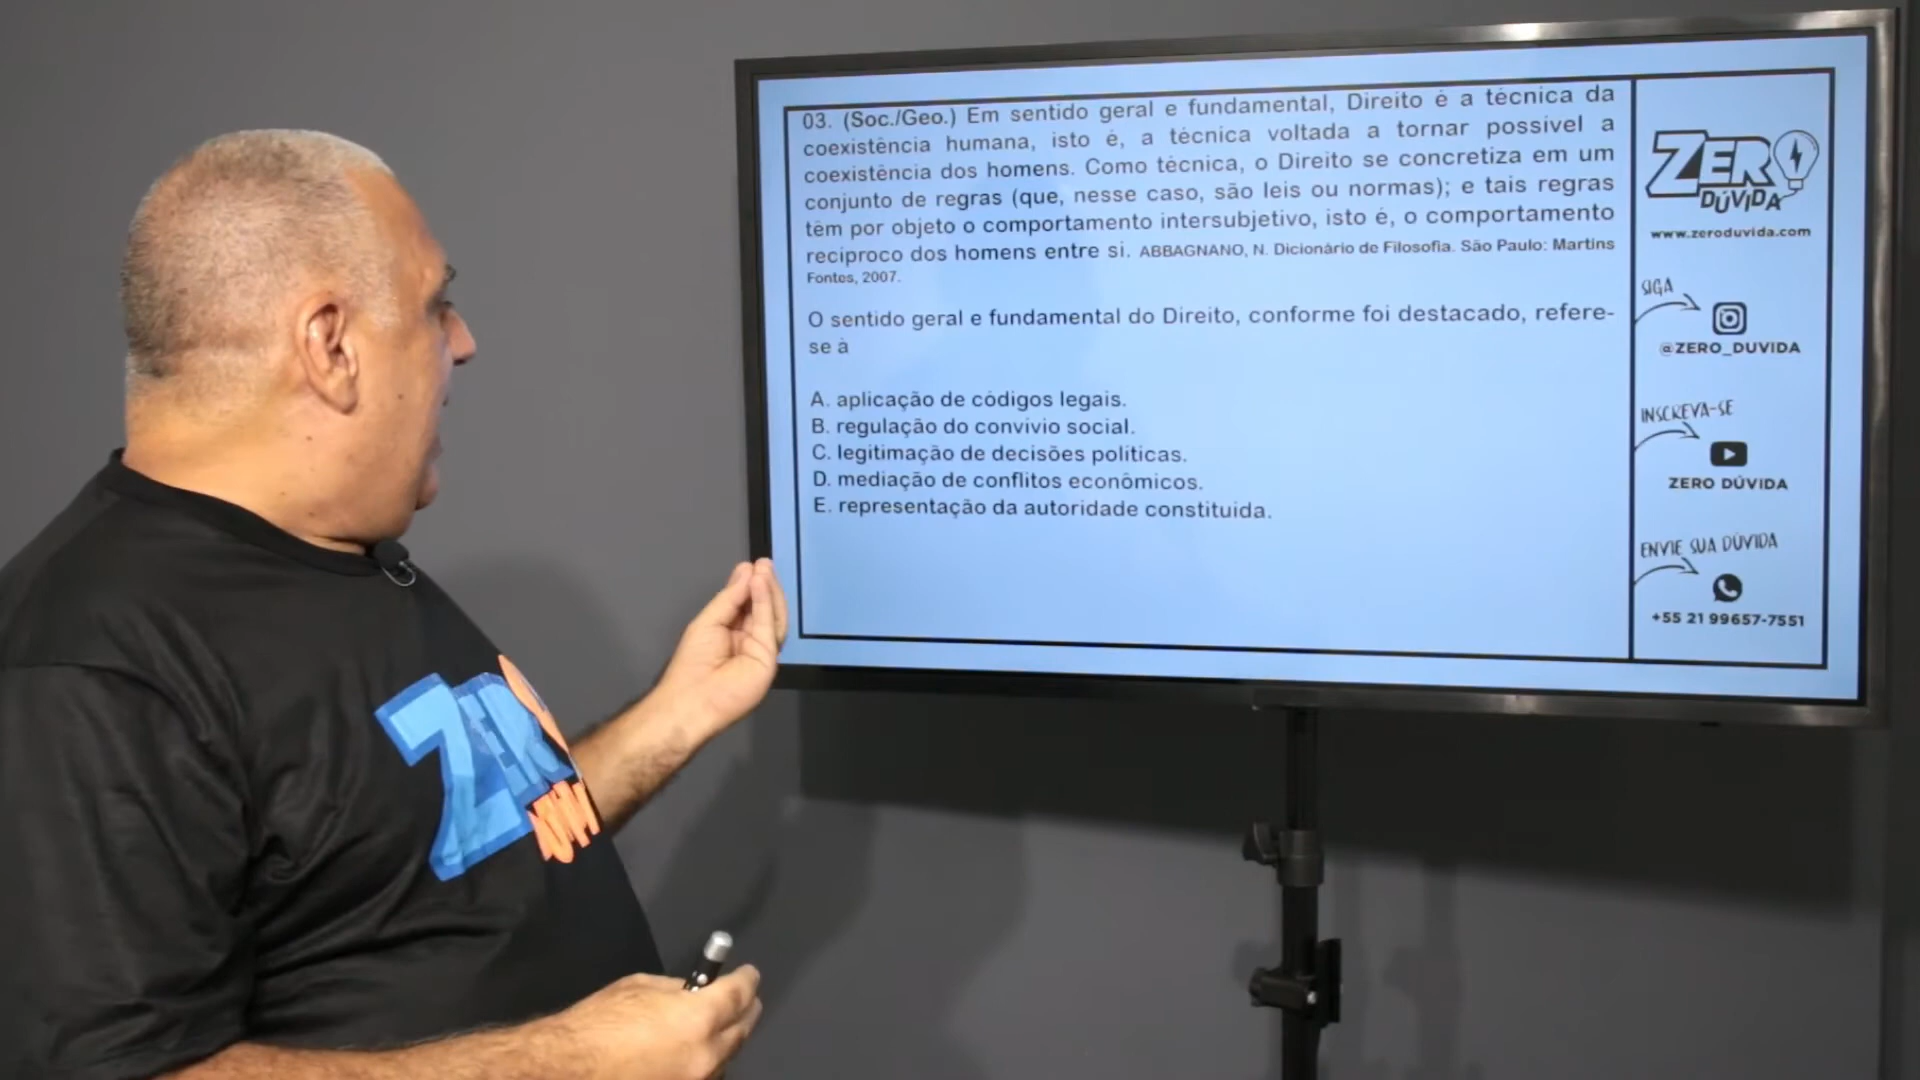 03. (Soc./Geo.) Em sentido geral e fundamental, Direito é a técnica da
coexistência humana, isto é, a técnica voltada a tornar possível a
coexistência dos homens. Como técnica, o Direito se concretiza em um
conjunto de regras (que, nesse caso, são leis ou normas); e tais regras
têm por objeto o comportamento intersubjetivo, isto é, o comportamento
recíproco dos homens entre si. ABBAGNANO, N. Dicionário de Filosofia. São Paulo: Martins
Fontes, 2007.
O sentido geral e fundamental do Direito, conforme foi destacado, refere-
se à
A. aplicação de códigos legais.
B. regulação do convívio social.
C. legitimação de decisões políticas.
D. mediação de conflitos econômicos.
E. representação da autoridade constituída.
ZERO
DÚVIDA
www.zeroduvida.com
SIGA
@ZERO_DUVIDA
INSCREVA-SE
ZERO DÚVIDA
ENVIE SUA DÚVIDA
+55 21 99657-7551
ZER